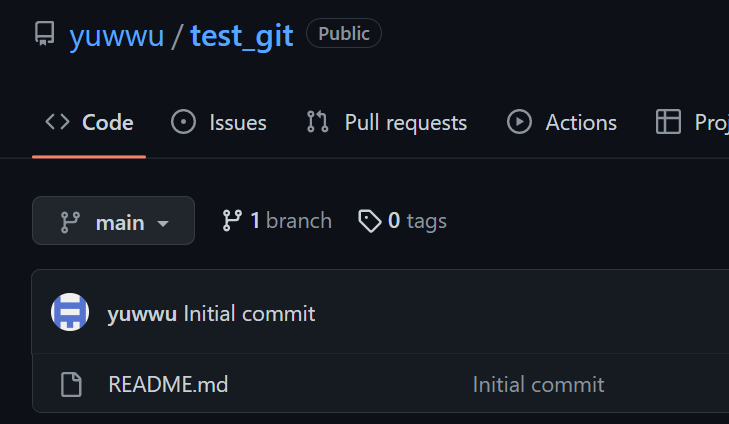 yuwwu / test_git Public
Code Issues Pull requests Actions
main 1 branch 0 tags
yuwwu Initial commit
README.md Initial commit